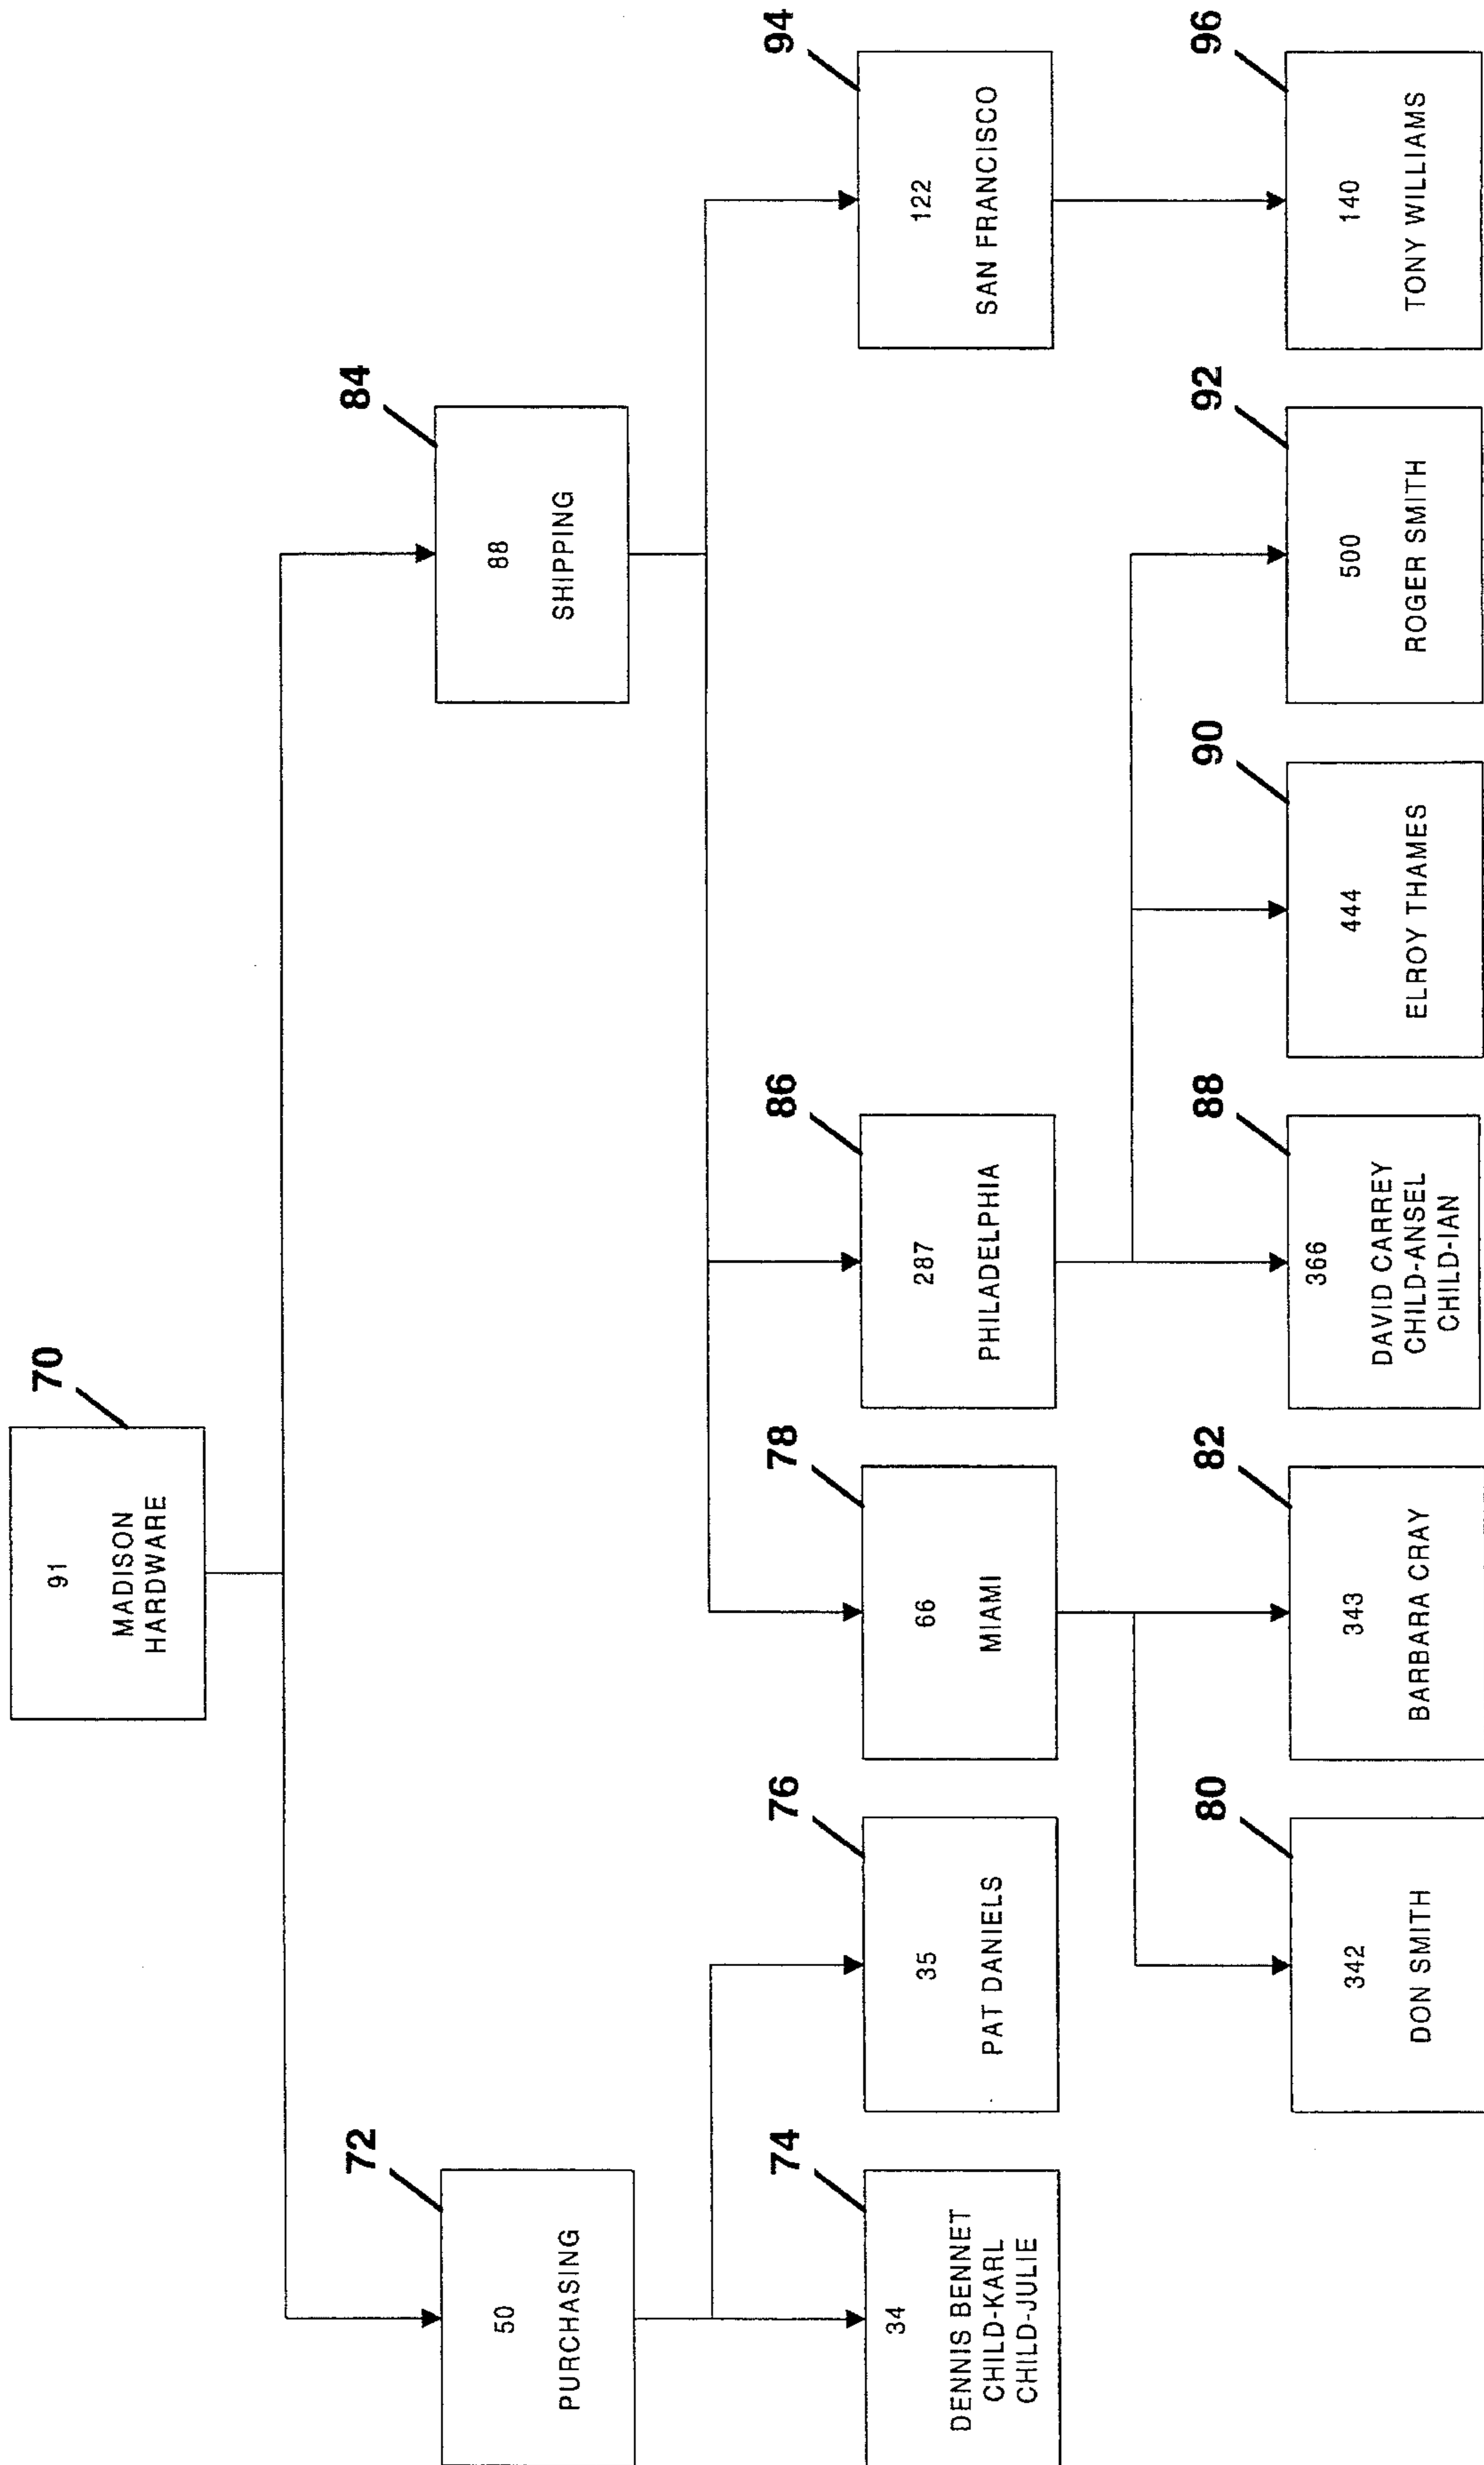 70
91
MADISON
HARDWARE
72
50
PURCHASING
84
88
SHIPPING
74
34
DENNIS BENNET
CHILD-KARL
CHILD-JULIE
76
35
PAT DANIELS
78
66
MIAMI
86
287
PHILADELPHIA
94
122
SAN FRANCISCO
80
342
DON SMITH
82
343
BARBARA CRAY
88
366
DAVID CARREY
CHILD-ANSEL
CHILD-IAN
90
444
ELROY THAMES
92
500
ROGER SMITH
96
140
TONY WILLIAMS